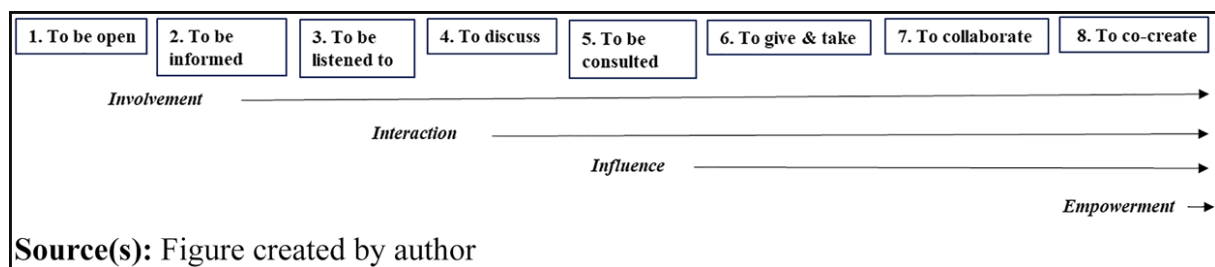 1. To be open
2. To be
informed
3. To be
listened to
4. To discuss
5. To be
consulted
6. To give & take
7. To collaborate
8. To co-create
Involvement
Interaction
Influence
Empowerment
Source(s): Figure created by author